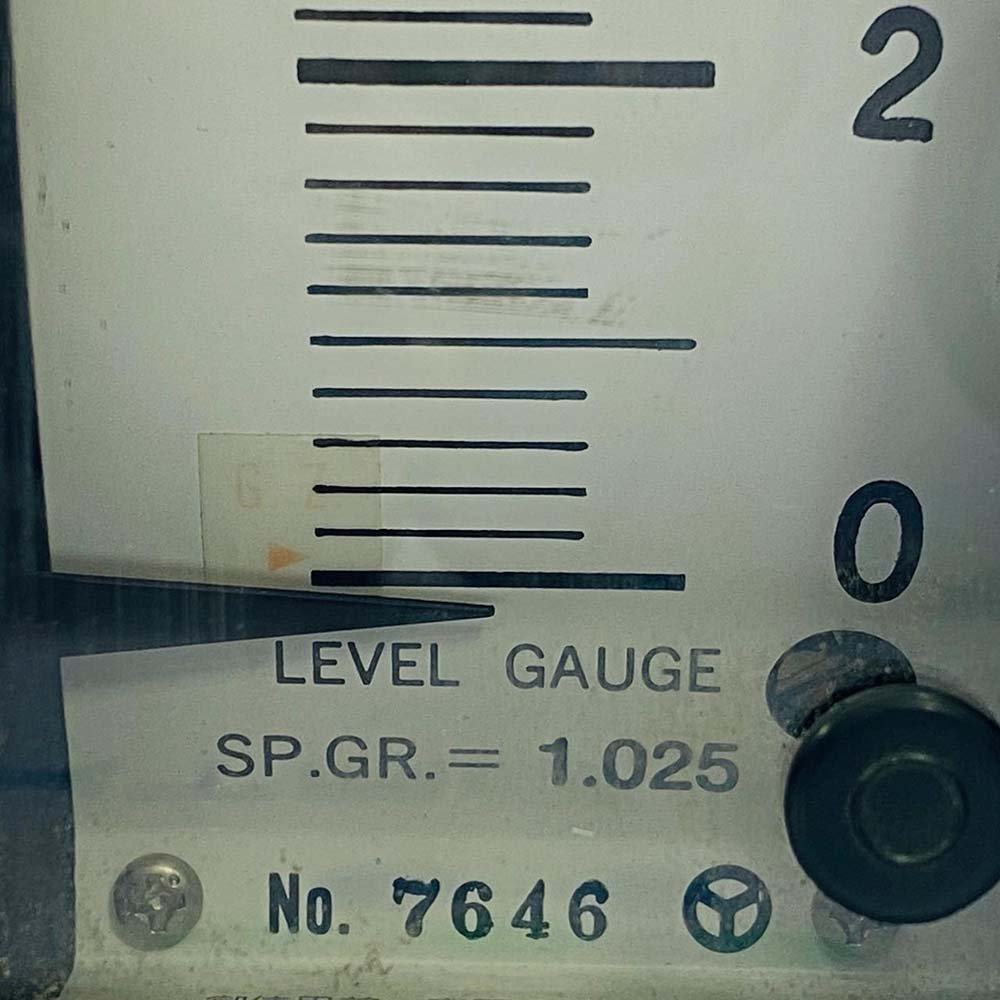 2
G Z
0
LEVEL GAUGE
SP.GR.= 1.025
No. 7646